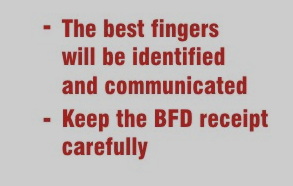 - The best fingers
will be identified
and communicated
- Keep the BFD receipt
carefully